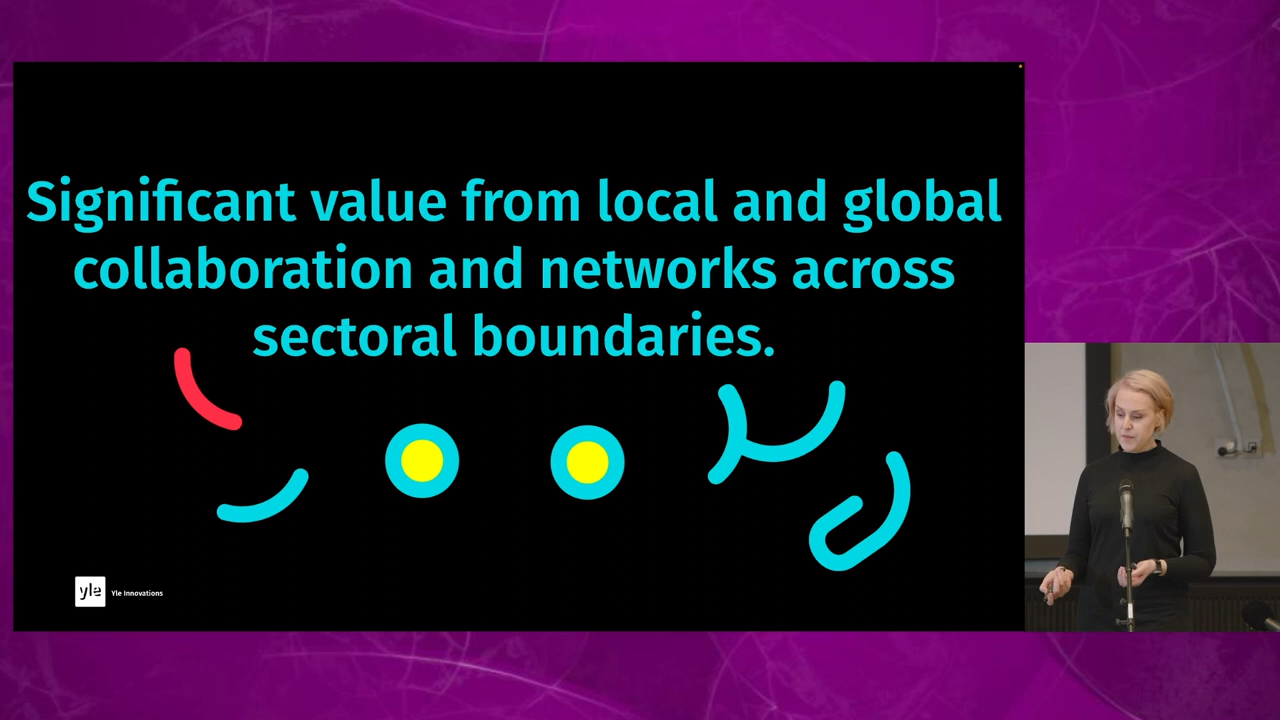 Significant value from local and global
collaboration and networks across
sectoral boundaries.
yle Yle Innovations